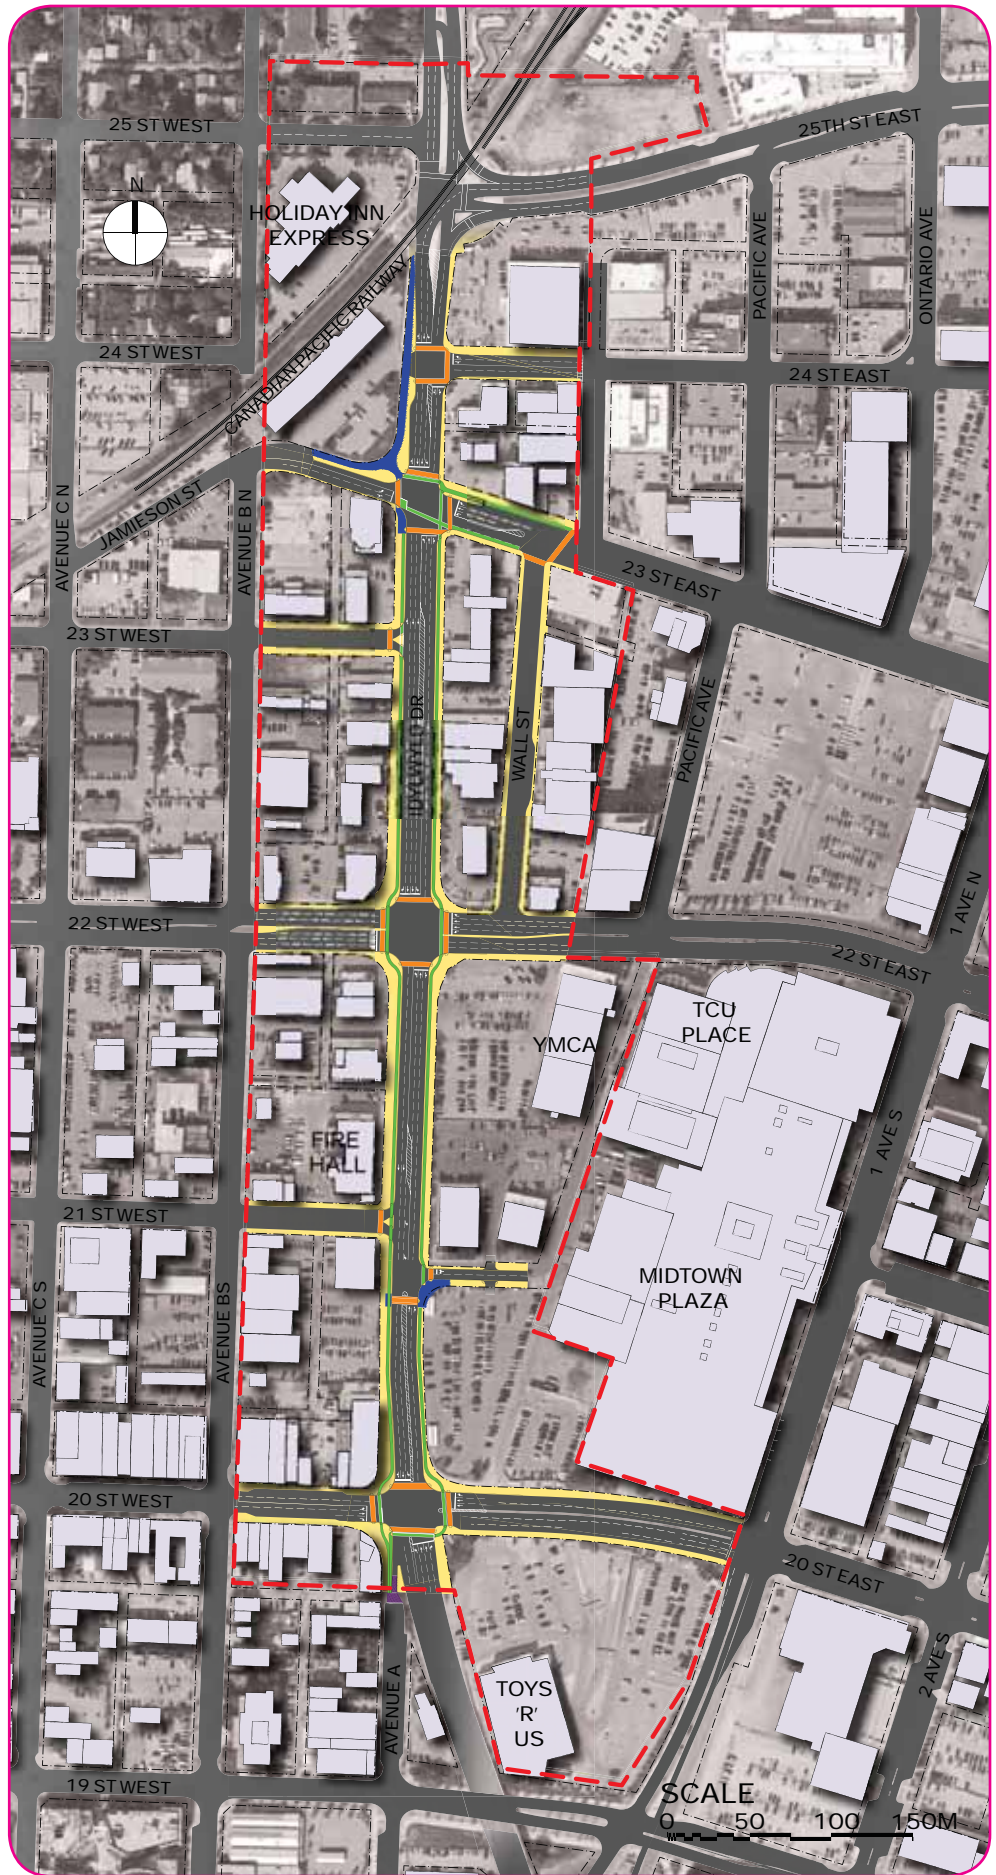 25 ST WEST
25TH ST EAST
N
HOLIDAY INN
EXPRESS
PACIFIC AVE
ONTARIO AVE
CANADIAN PACIFIC RAILWAY
24 ST WEST
24 ST EAST
AVENUE C N
JAMIESON ST
AVENUE B N
23 ST EAST
23 ST WEST
IDYLWYLD DR
WALL ST
PACIFIC AVE
1 AVE N
22 ST WEST
22 ST EAST
TCU
PLACE
YMCA
FIRE
HALL
1 AVE S
21 ST WEST
MIDTOWN
PLAZA
AVENUE C S
AVENUE B S
20 ST WEST
20 ST EAST
2 AVE S
AVENUE A
TOYS
'R'
US
19 ST WEST
SCALE
0 50 100 150M